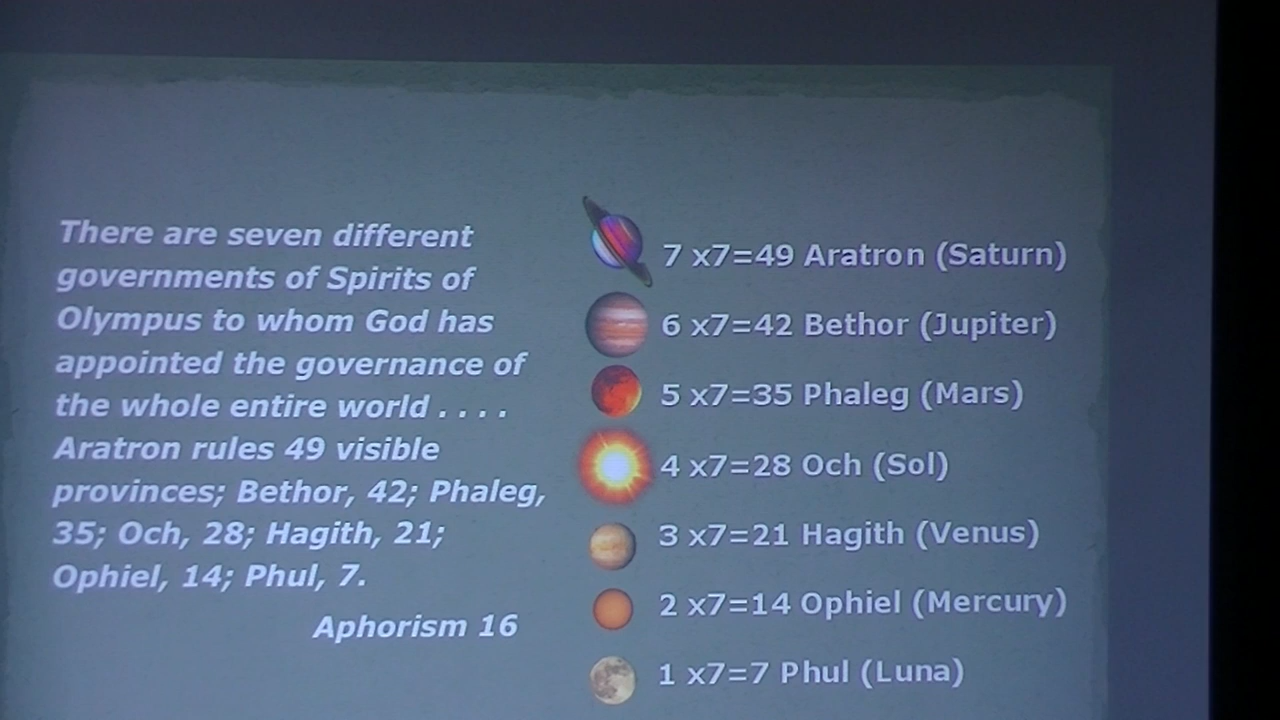 There are seven different
governments of Spirits of
Olympus to whom God has
appointed the governance of
the whole entire world . . . .
Aratron rules 49 visible
provinces; Bethor, 42; Phaleg,
35; Och, 28; Hagith, 21;
Ophiel, 14; Phul, 7.
Aphorism 16
7 x7=49 Aratron (Saturn)
6 x7=42 Bethor (Jupiter)
5 x7=35 Phaleg (Mars)
4 x7=28 Och (Sol)
3 x7=21 Hagith (Venus)
2 x7=14 Ophiel (Mercury)
1 x7=7 Phul (Luna)